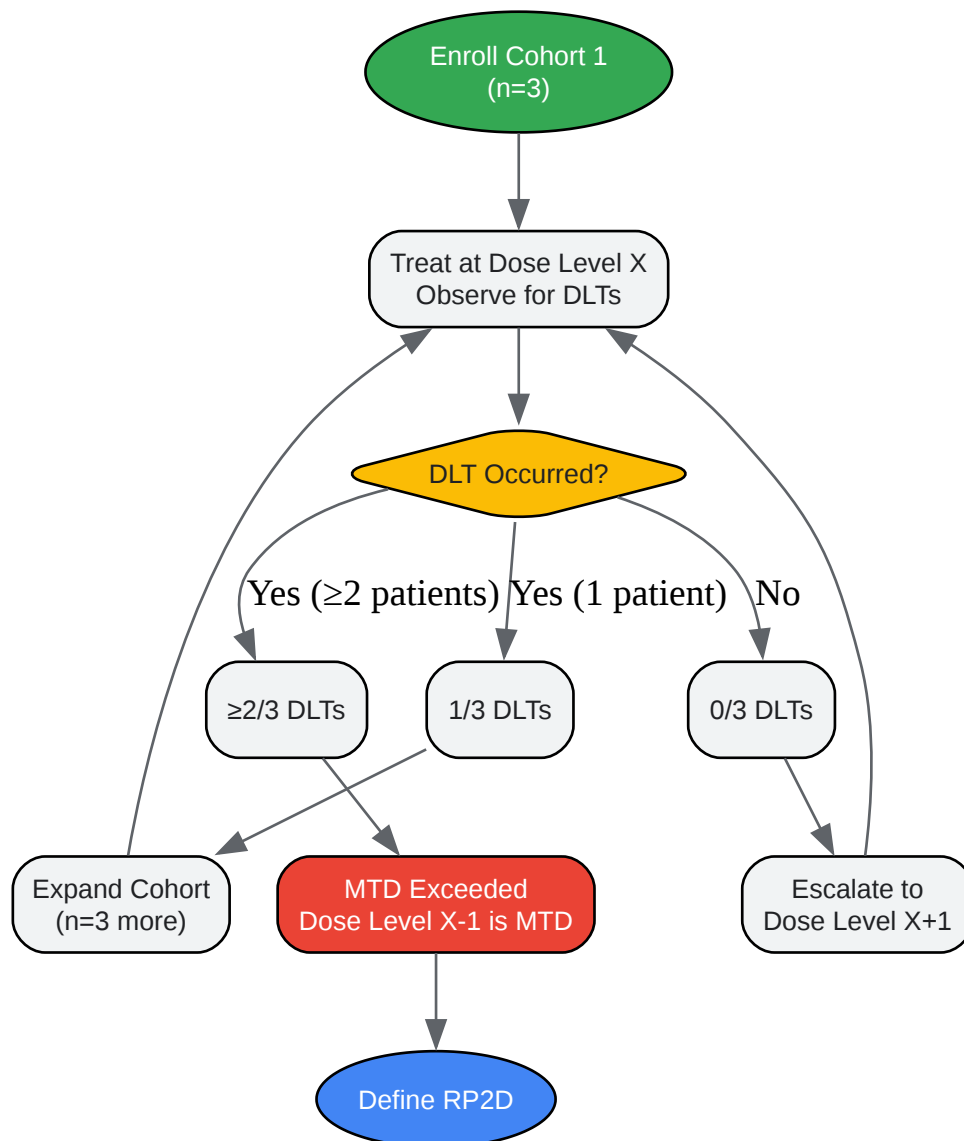 Enroll Cohort 1
(n=3)
Treat at Dose Level X
Observe for DLTs
DLT Occurred?
Yes (≥2 patients)
Yes (1 patient)
No
≥2/3 DLTs
1/3 DLTs
0/3 DLTs
Expand Cohort
(n=3 more)
MTD Exceeded
Dose Level X-1 is MTD
Escalate to
Dose Level X+1
Define RP2D